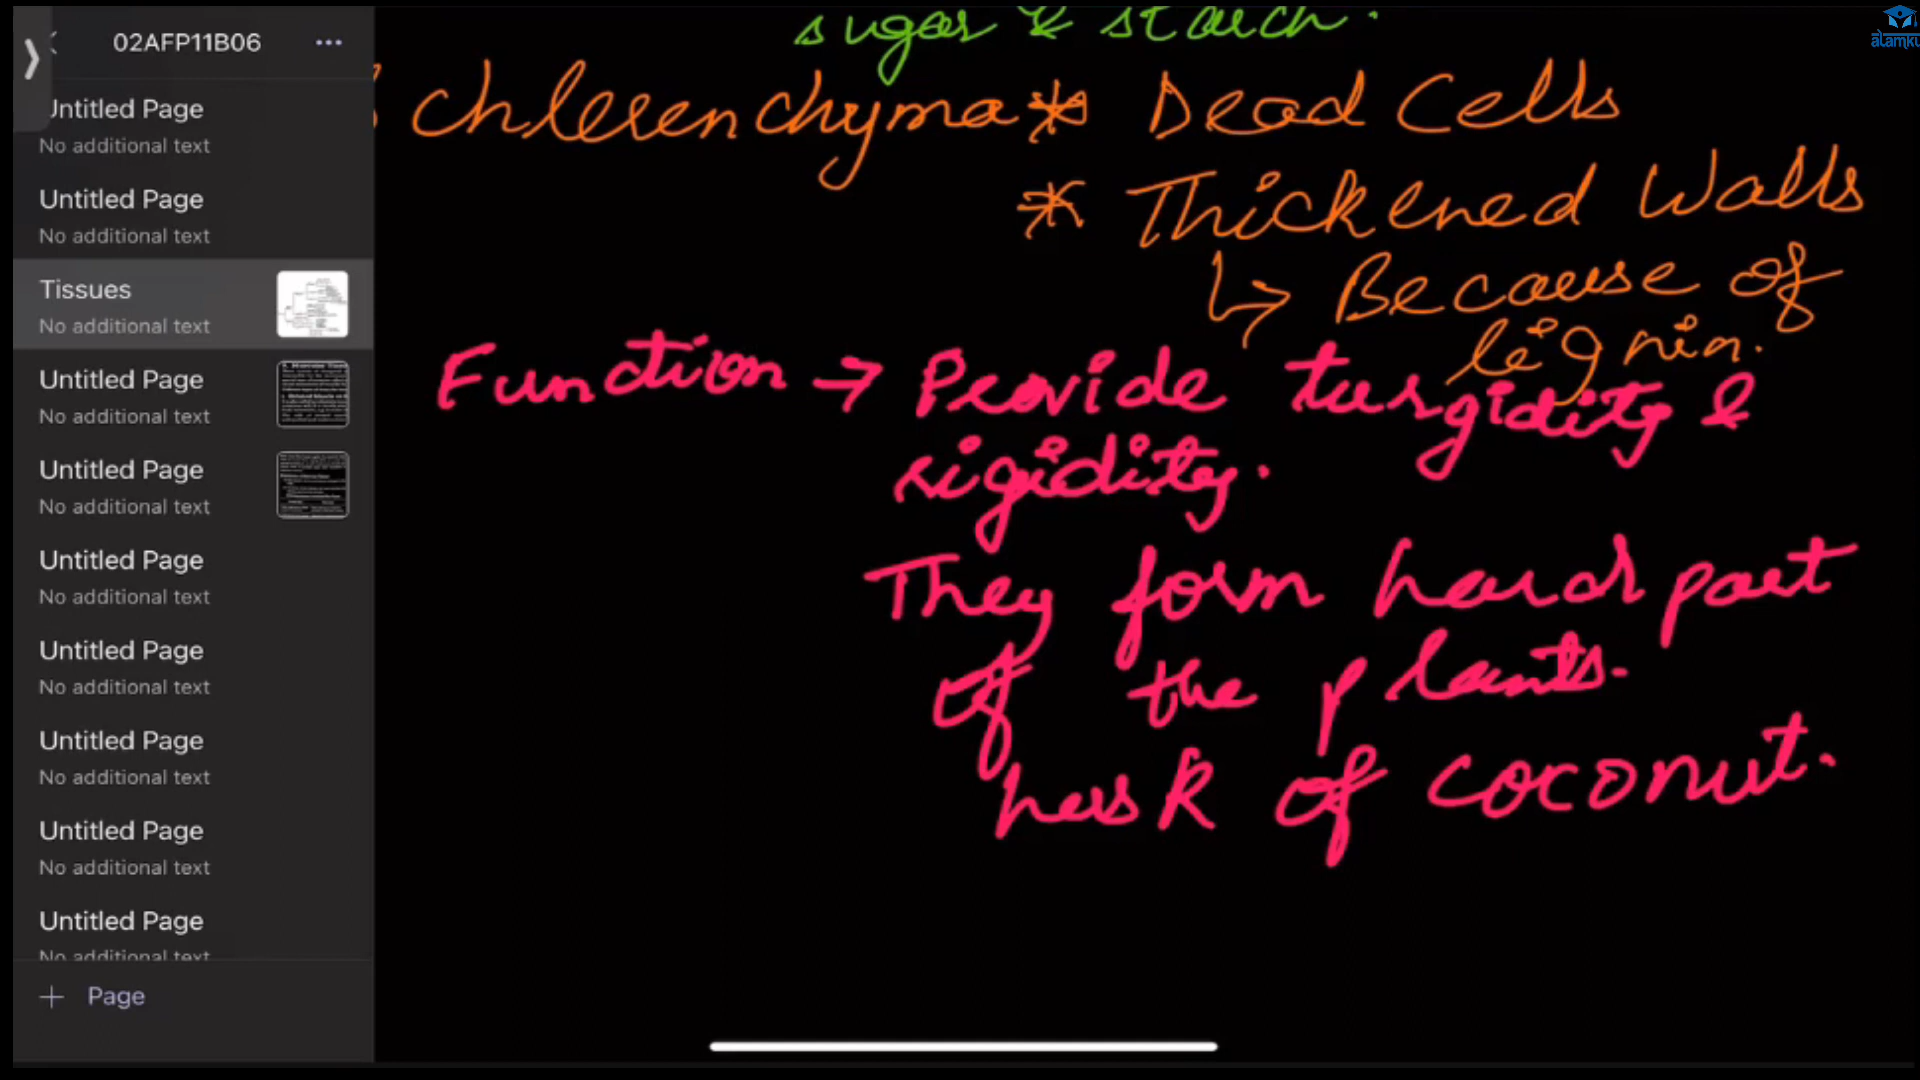 02AFP11B06
Untitled Page
No additional text
Untitled Page
No additional text
Tissues
No additional text
Untitled Page
No additional text
Untitled Page
No additional text
Untitled Page
No additional text
Untitled Page
No additional text
Untitled Page
No additional text
Untitled Page
No additional text
Untitled Page
No additional text
+ Page
sugar & starch.
Chlerenchyma * Dead Cells
* Thickened Walls
↳ Because of
lignin.
Function → Provide turgidity &
rigidity.
They form hard part
of the plants.
husk of coconut.